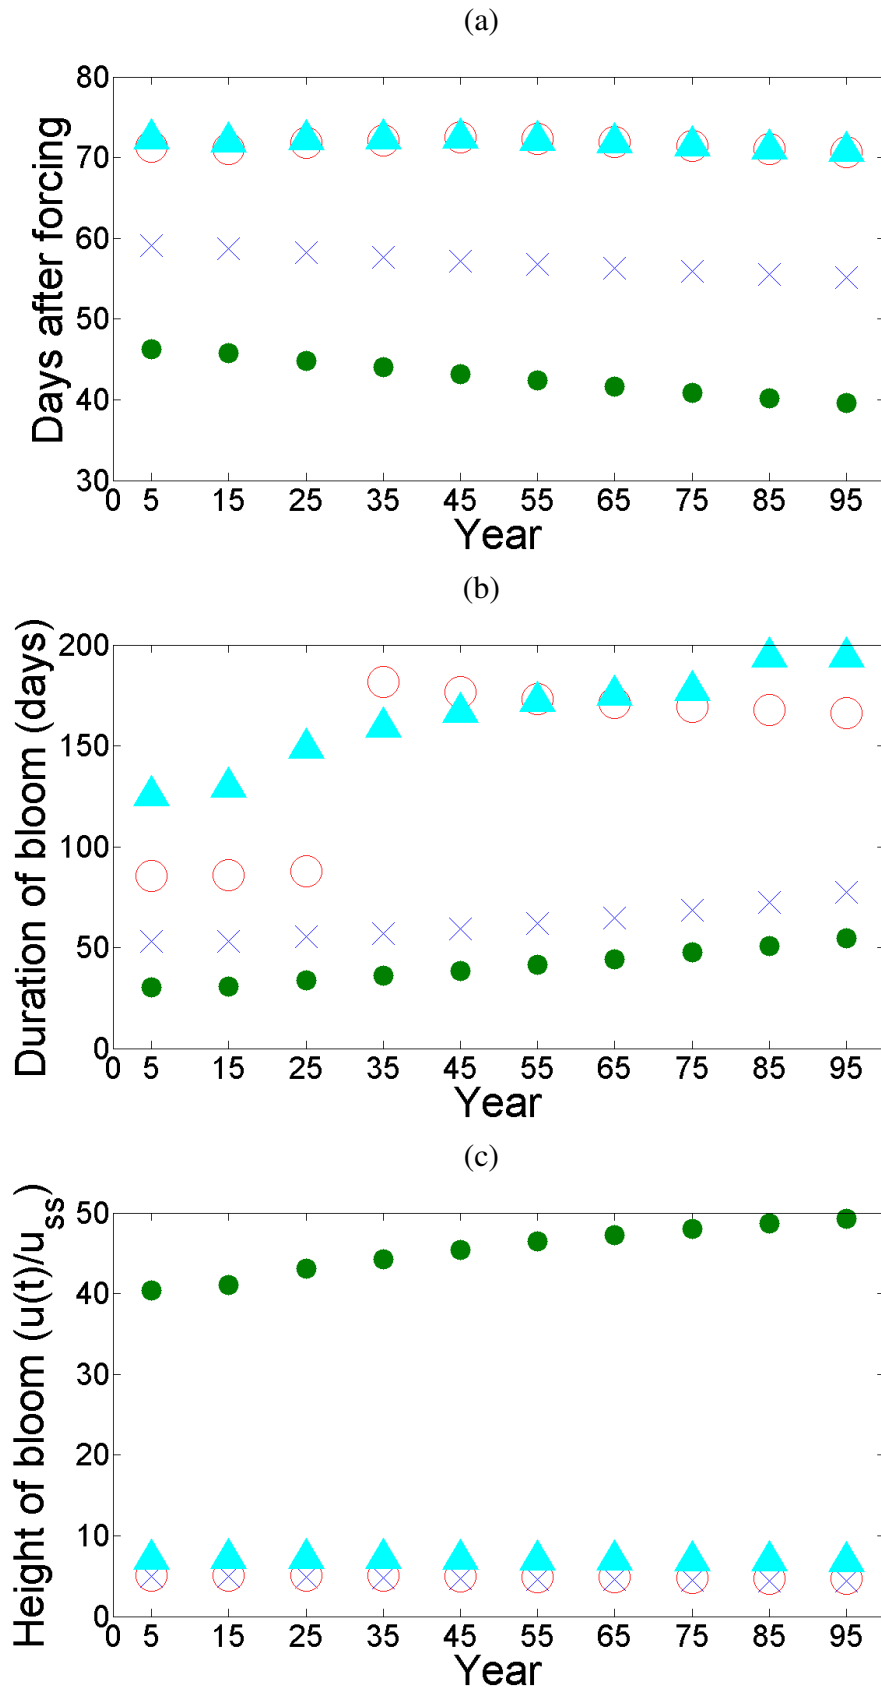 (a)
Days after forcing
80
70
60
50
40
30
0 5 15 25 35 45 55 65 75 85 95
Year
(b)
Duration of bloom (days)
200
150
100
50
0
0 5 15 25 35 45 55 65 75 85 95
Year
(c)
Height of bloom (u(t)/u_ss)
50
40
30
20
10
0
0 5 15 25 35 45 55 65 75 85 95
Year